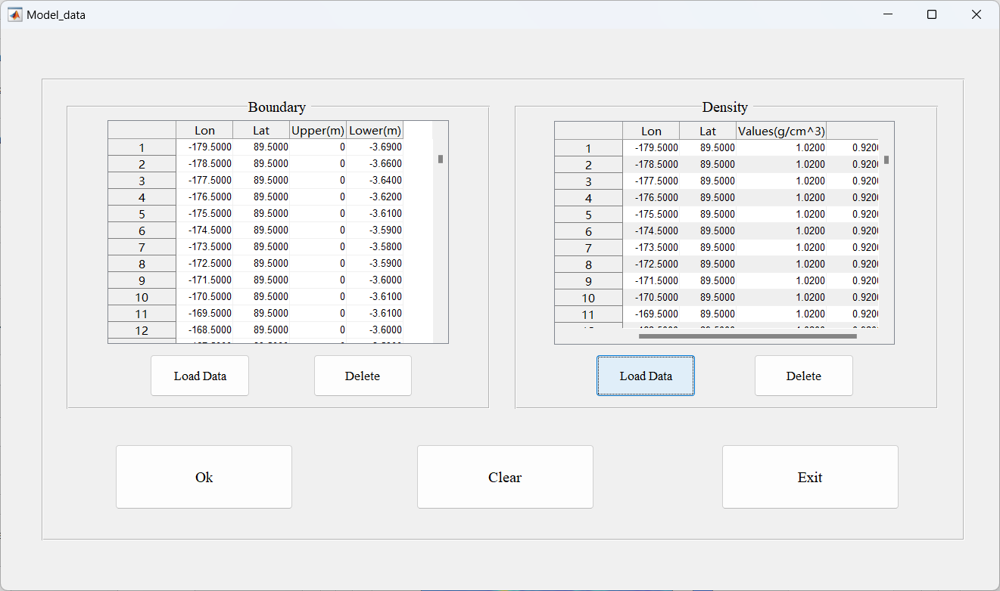 Model_data
Boundary
Lon Lat Upper(m) Lower(m)
1 -179.5000 89.5000 0 -3.6900
2 -178.5000 89.5000 0 -3.6600
3 -177.5000 89.5000 0 -3.6400
4 -176.5000 89.5000 0 -3.6200
5 -175.5000 89.5000 0 -3.6100
6 -174.5000 89.5000 0 -3.5900
7 -173.5000 89.5000 0 -3.5800
8 -172.5000 89.5000 0 -3.5900
9 -171.5000 89.5000 0 -3.6000
10 -170.5000 89.5000 0 -3.6100
11 -169.5000 89.5000 0 -3.6100
12 -168.5000 89.5000 0 -3.6000
Load Data Delete
Density
Lon Lat Values(g/cm^3)
1 -179.5000 89.5000 1.0200 0.920
2 -178.5000 89.5000 1.0200 0.920
3 -177.5000 89.5000 1.0200 0.920
4 -176.5000 89.5000 1.0200 0.920
5 -175.5000 89.5000 1.0200 0.920
6 -174.5000 89.5000 1.0200 0.920
7 -173.5000 89.5000 1.0200 0.920
8 -172.5000 89.5000 1.0200 0.920
9 -171.5000 89.5000 1.0200 0.920
10 -170.5000 89.5000 1.0200 0.920
11 -169.5000 89.5000 1.0200 0.920
Load Data Delete
Ok Clear Exit